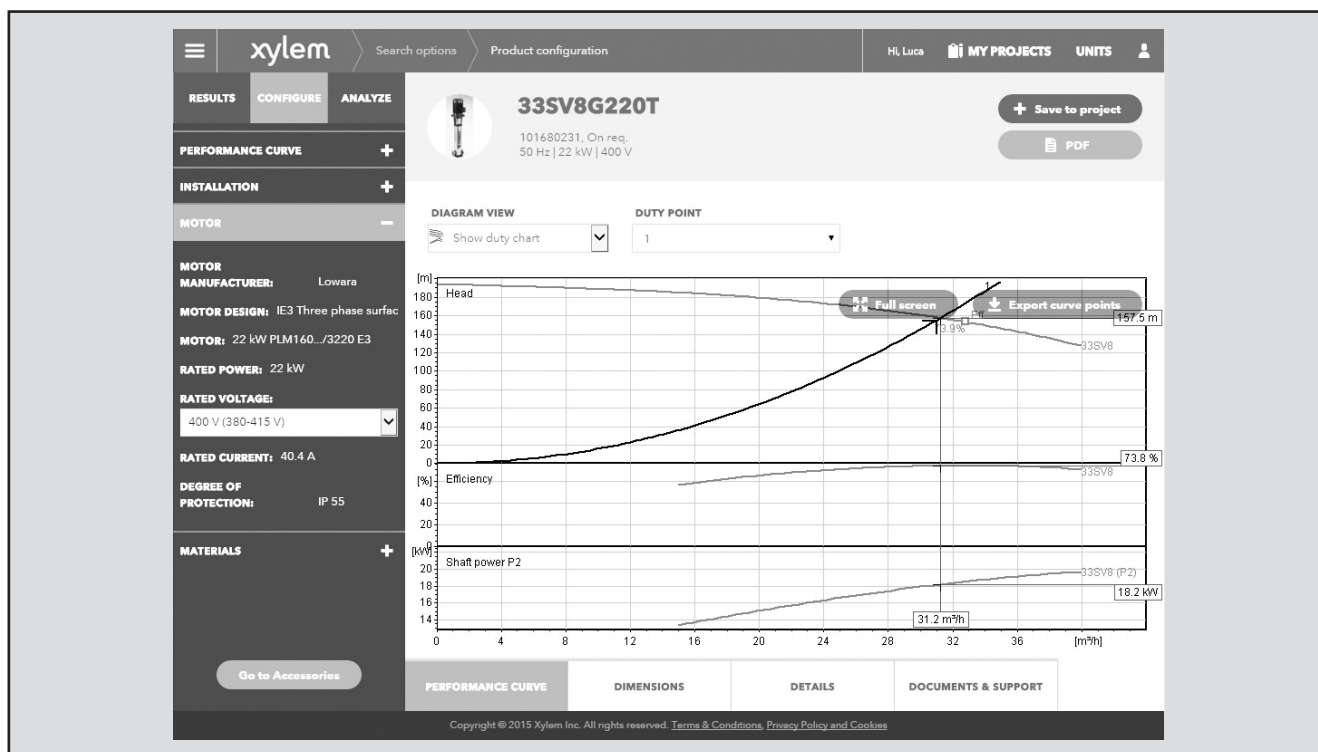 xylem
Search options
Product configuration
Hi, Luca
MY PROJECTS
UNITS
RESULTS
CONFIGURE
ANALYZE
PERFORMANCE CURVE
INSTALLATION
MOTOR
MOTOR
MANUFACTURER: Lowara
MOTOR DESIGN: IE3 Three phase surfac
MOTOR: 22 kW PLM160.../3220 E3
RATED POWER: 22 kW
RATED VOLTAGE:
400 V (380-415 V)
RATED CURRENT: 40.4 A
DEGREE OF
PROTECTION: IP 55
MATERIALS
Go to Accessories
33SV8G220T
101680231, On req.
50 Hz | 22 kW | 400 V
Save to project
PDF
DIAGRAM VIEW
Show duty chart
DUTY POINT
1
[m]
Head
1
Full screen
Export curve points
Eff
157.5 m
3.9%
33SV8
180
160
140
120
100
80
60
40
20
0
73.8 %
[%]
Efficiency
33SV8
40
20
0
[kW]
Shaft power P2
33SV8 (P2)
18.2 kW
20
18
16
14
31.2 m³/h
0 4 8 12 16 20 24 28 32 36 [m³/h]
PERFORMANCE CURVE
DIMENSIONS
DETAILS
DOCUMENTS & SUPPORT
Copyright © 2015 Xylem Inc. All rights reserved. Terms & Conditions, Privacy Policy and Cookies